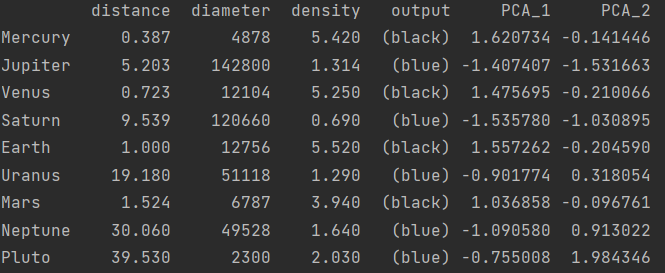 distance diameter density output PCA_1 PCA_2
Mercury 0.387 4878 5.420 (black) 1.620734 -0.141446
Jupiter 5.203 142800 1.314 (blue) -1.407407 -1.531663
Venus 0.723 12104 5.250 (black) 1.475695 -0.210066
Saturn 9.539 120660 0.690 (blue) -1.535780 -1.030895
Earth 1.000 12756 5.520 (black) 1.557262 -0.204590
Uranus 19.180 51118 1.290 (blue) -0.901774 0.318054
Mars 1.524 6787 3.940 (black) 1.036858 -0.096761
Neptune 30.060 49528 1.640 (blue) -1.090580 0.913022
Pluto 39.530 2300 2.030 (blue) -0.755008 1.984346